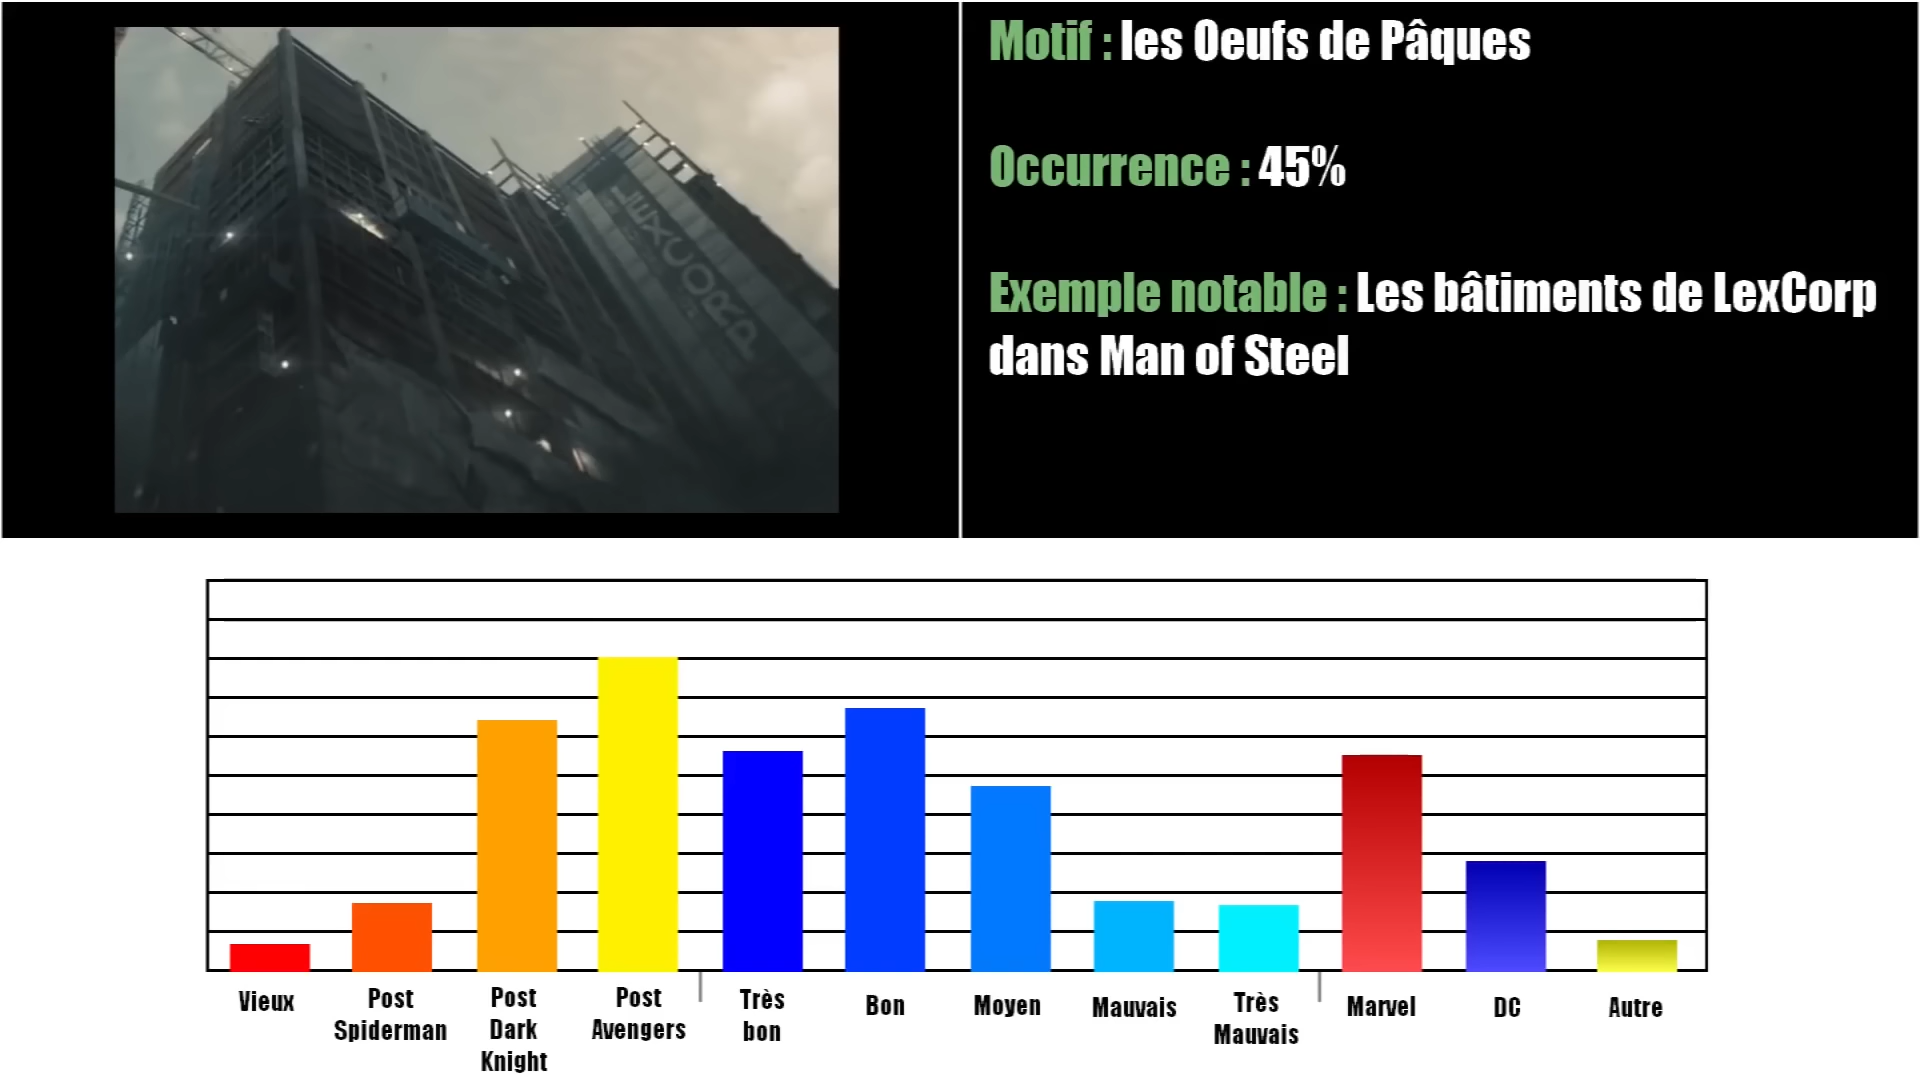 LEXCORP
Motif : les Oeufs de Pâques
Occurrence : 45%
Exemple notable : Les bâtiments de LexCorp
dans Man of Steel
Vieux
Post
Spiderman
Post
Dark
Knight
Post
Avengers
Très
bon
Bon
Moyen
Mauvais
Très
Mauvais
Marvel
DC
Autre